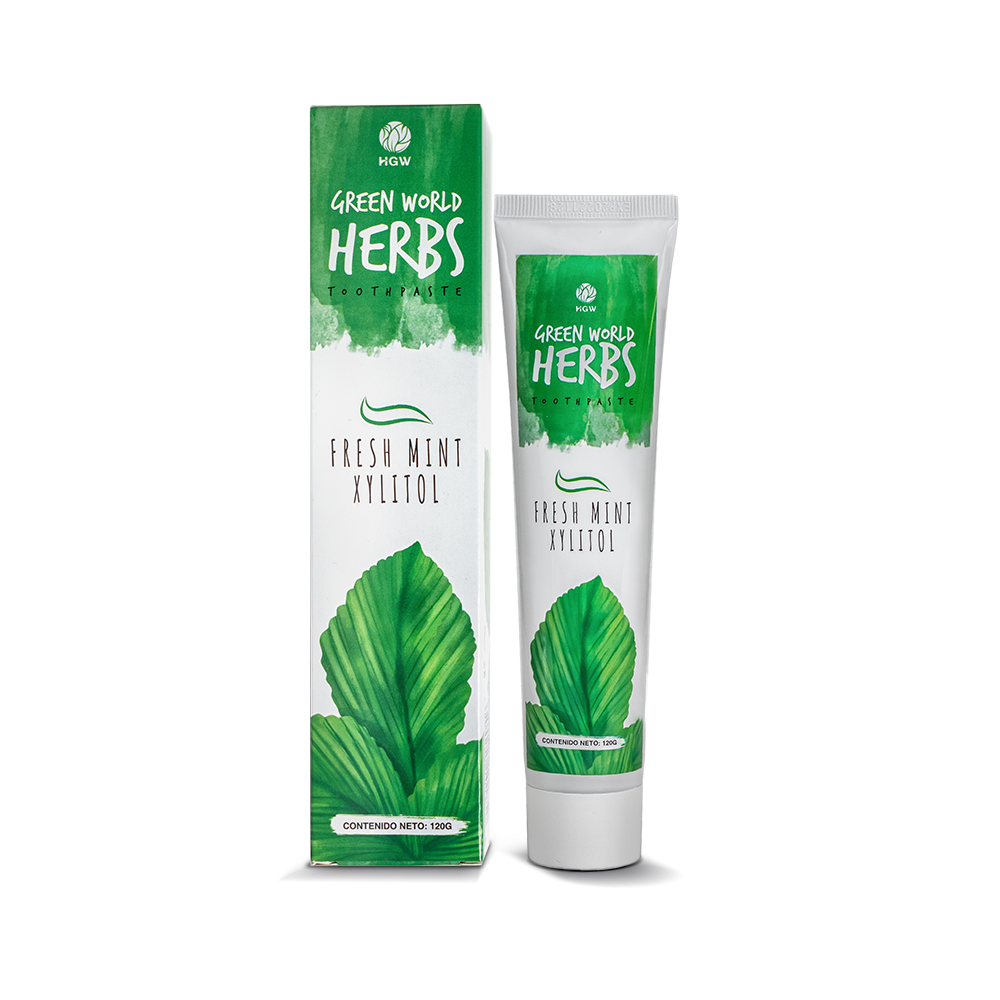 HGW
GREEN WORLD
HERBS
TOOTHPASTE
FRESH MINT
XYLITOL
CONTENIDO NETO: 120G
HGW
GREEN WORLD
HERBS
TOOTHPASTE
FRESH MINT
XYLITOL
CONTENIDO NETO: 120G